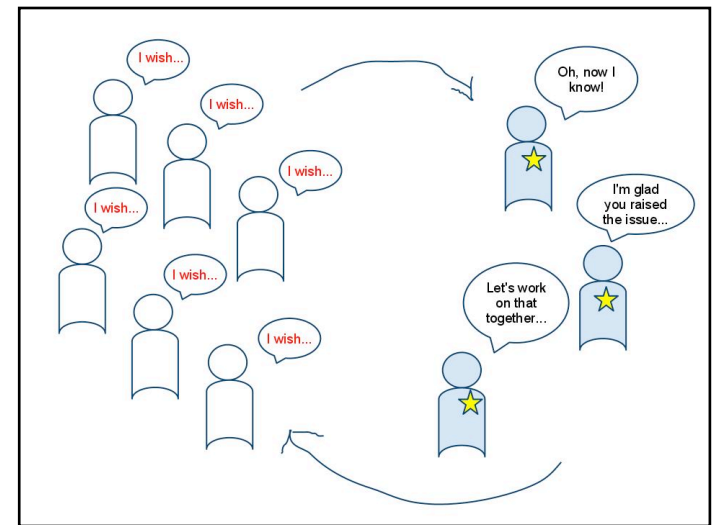 I wish...
I wish...
I wish...
I wish...
I wish...
I wish...
Oh, now I
know!
I'm glad
you raised
the issue...
Let's work
on that
together...